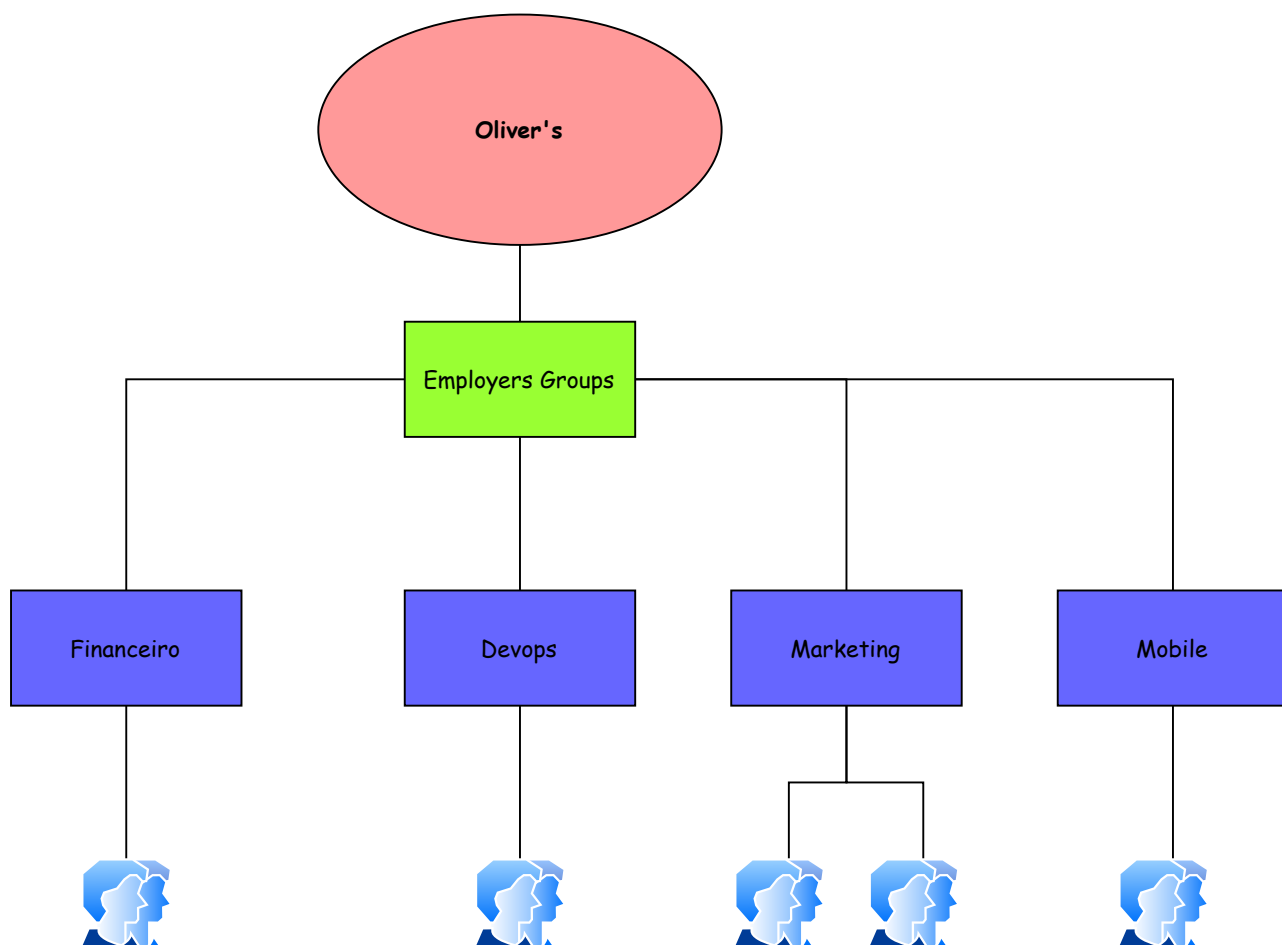 Oliver's
Employers Groups
Financeiro
Devops
Marketing
Mobile